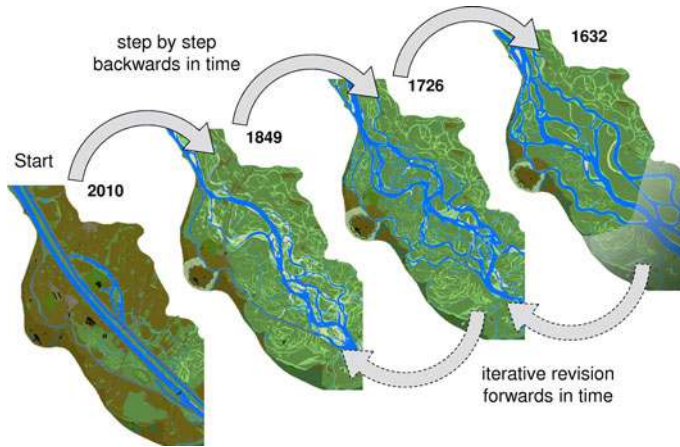 step by step
backwards in time
1632
1726
1849
Start
2010
iterative revision
forwards in time